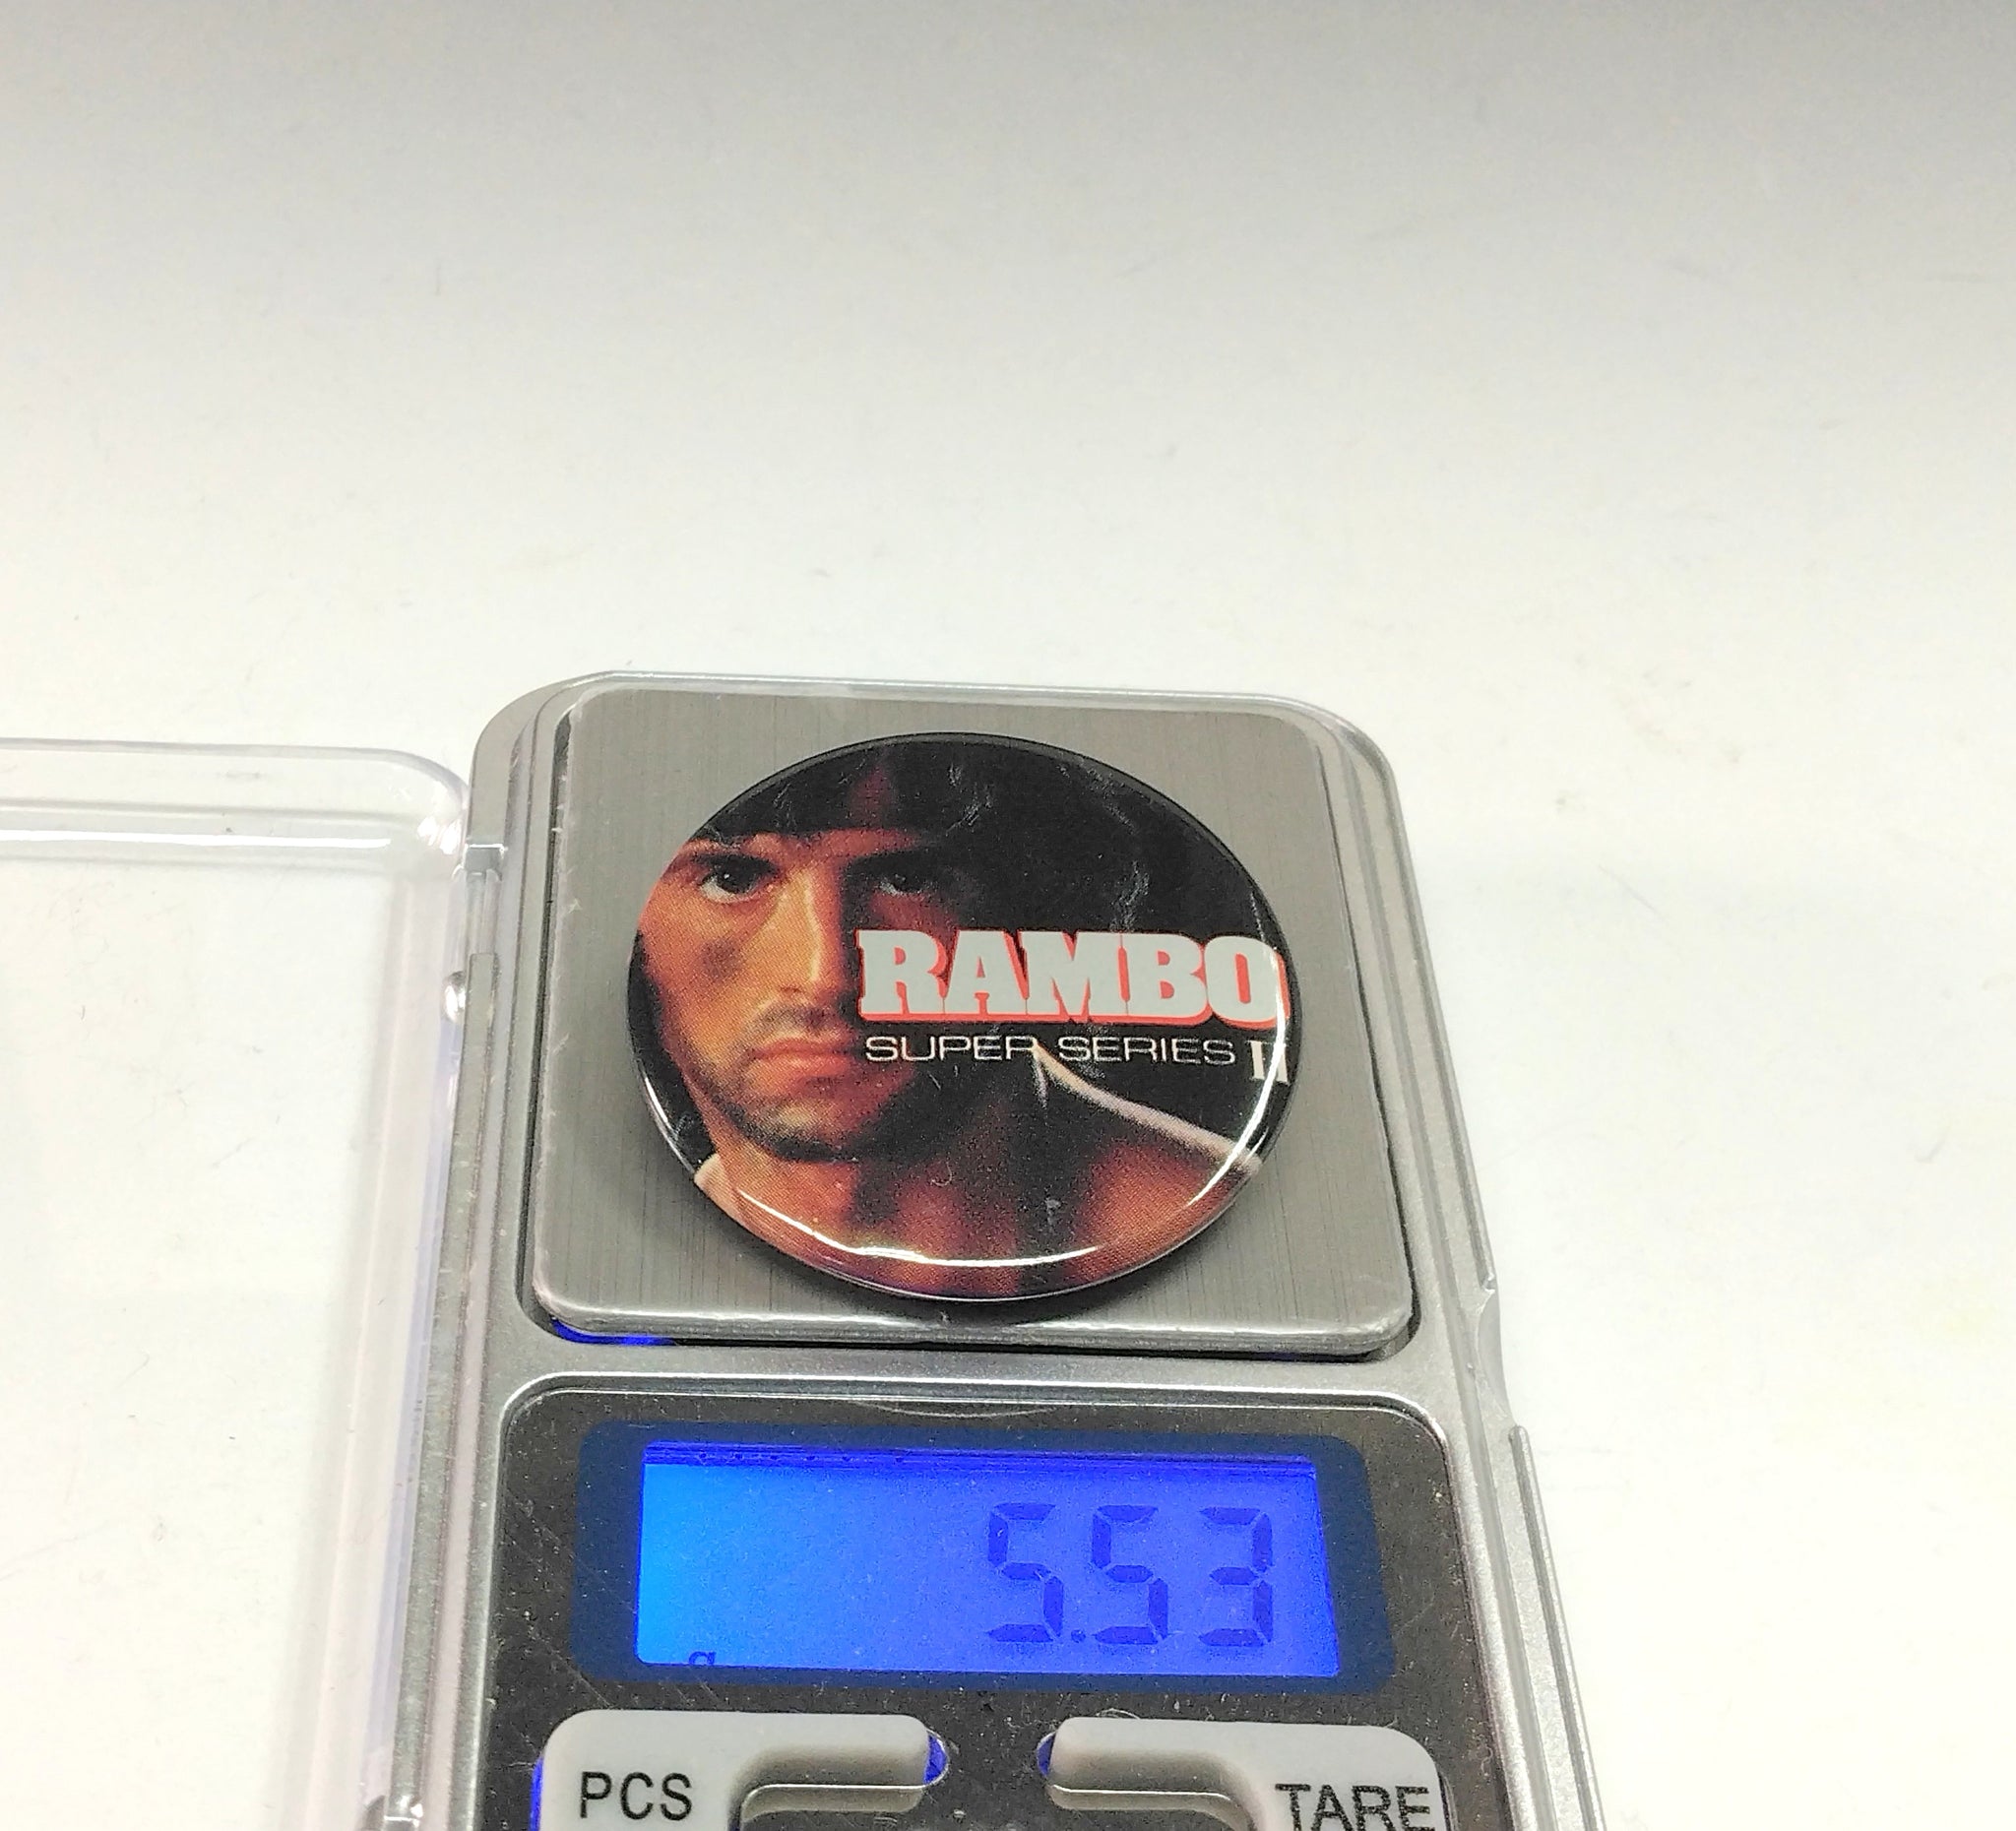 RAMBO
SUPER SERIES II
5.53
g
PCS
TARE